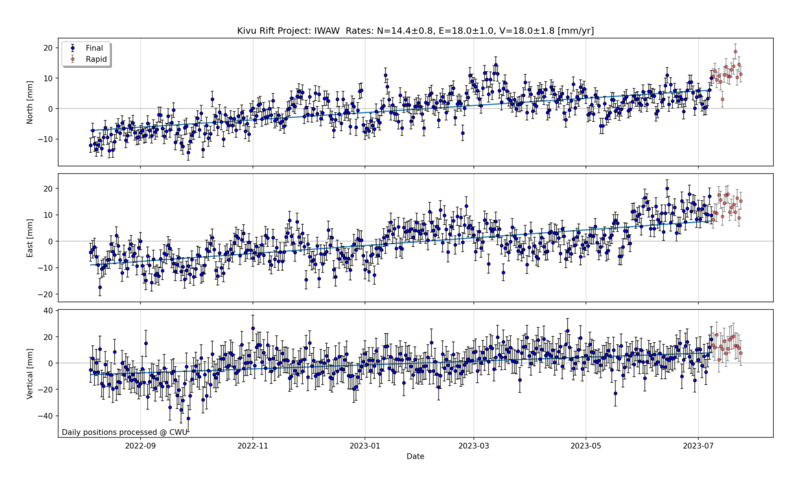 Kivu Rift Project: IWAW Rates: N=14.4±0.8, E=18.0±1.0, V=18.0±1.8 [mm/yr]
Final
Rapid
20
10
0
−10
North [mm]
20
10
0
−10
−20
East [mm]
40
20
0
−20
−40
Vertical [mm]
Daily positions processed @ CWU
2022-09
2022-11
2023-01
2023-03
2023-05
2023-07
Date